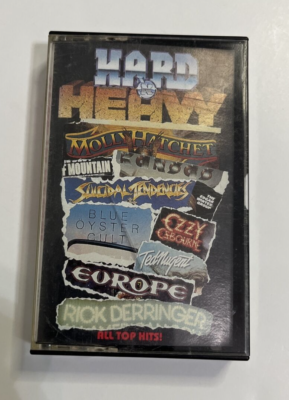 HARD
N
HEAVY
MOLLY HATCHET
MOUNTAIN
SUICIDAL TENDENCIES
BLUE
ÖYSTER
CULT
OZZY
OSBOURNE
Ted Nugent
EUROPE
RICK DERRINGER
ALL TOP HITS!